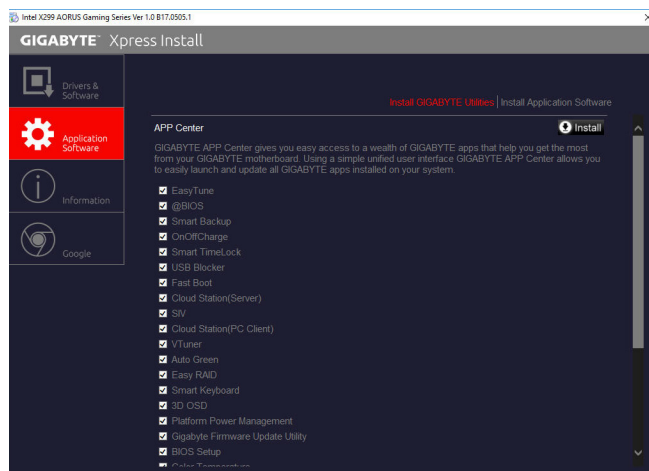 Intel X299 AORUS Gaming Series Ver 1.0 B17.0505.1
GIGABYTE™ Xpress Install
Drivers &
Software
Application
Software
Information
Google
Install GIGABYTE Utilities | Install Application Software
APP Center
Install
GIGABYTE App Center gives you easy access to a wealth of GIGABYTE apps that help you get the most
from your GIGABYTE motherboard. Using a simple unified user interface GIGABYTE APP Center allows you
to easily launch and update all GIGABYTE apps installed on your system.
EasyTune
@BIOS
Smart Backup
OnOffCharge
Smart TimeLock
USB Blocker
Fast Boot
Cloud Station(Server)
SIV
Cloud Station(PC Client)
VTuner
Auto Green
Easy RAID
Smart Keyboard
3D OSD
Platform Power Management
Gigabyte Firmware Update Utility
BIOS Setup
Color Temperature